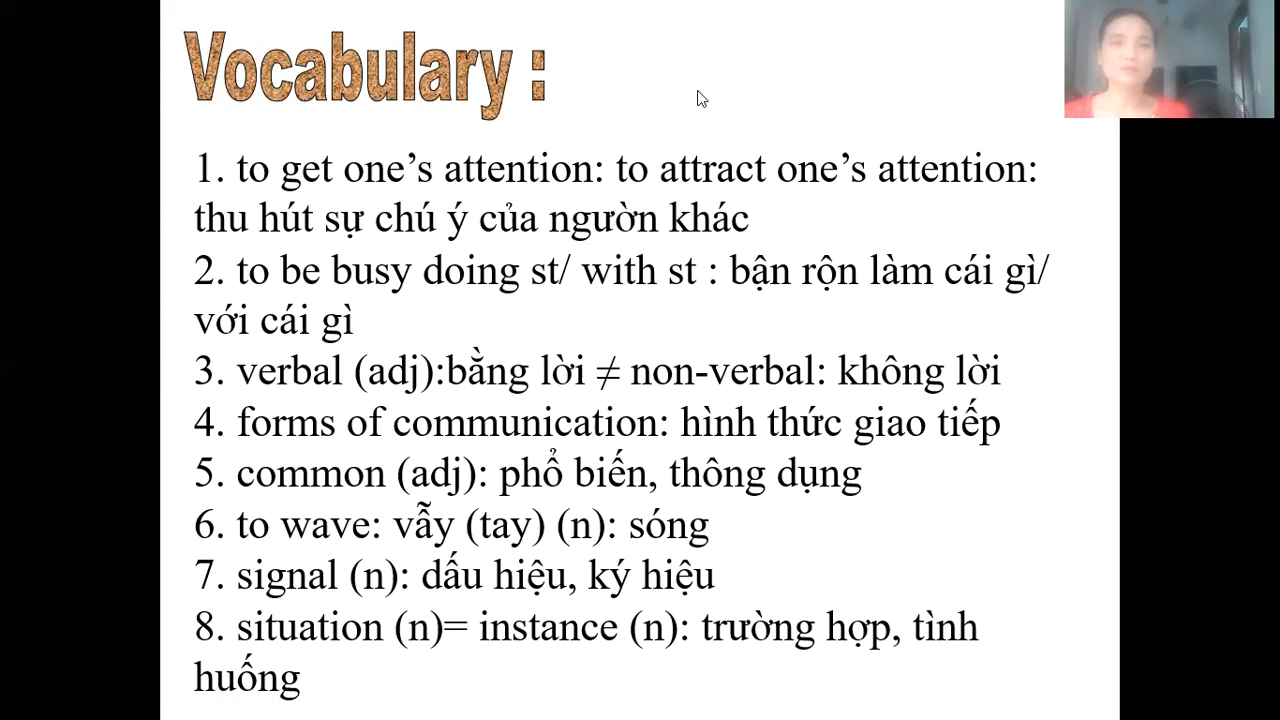 Vocabulary :
1. to get one’s attention: to attract one’s attention:
thu hút sự chú ý của ngườn khác
2. to be busy doing st/ with st : bận rộn làm cái gì/
với cái gì
3. verbal (adj):bằng lời ≠ non-verbal: không lời
4. forms of communication: hình thức giao tiếp
5. common (adj): phổ biến, thông dụng
6. to wave: vẫy (tay) (n): sóng
7. signal (n): dấu hiệu, ký hiệu
8. situation (n)= instance (n): trường hợp, tình
huống